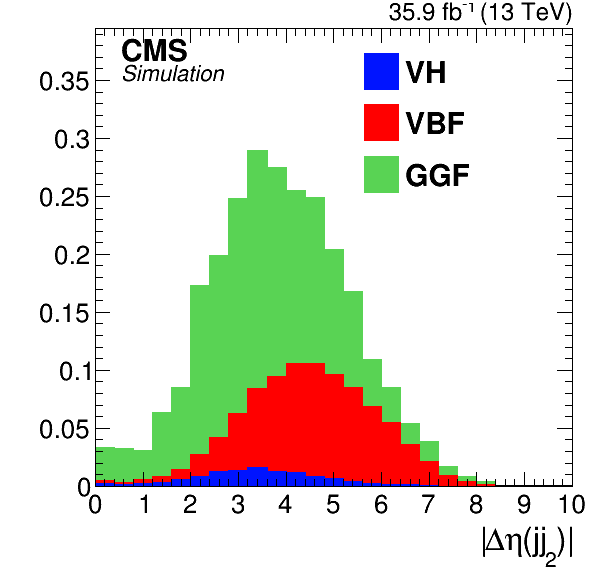 35.9 fb⁻¹ (13 TeV)
CMS
Simulation
VH
VBF
GGF
0.35
0.3
0.25
0.2
0.15
0.1
0.05
0
0 1 2 3 4 5 6 7 8 9 10
|Δη(jj₂)|